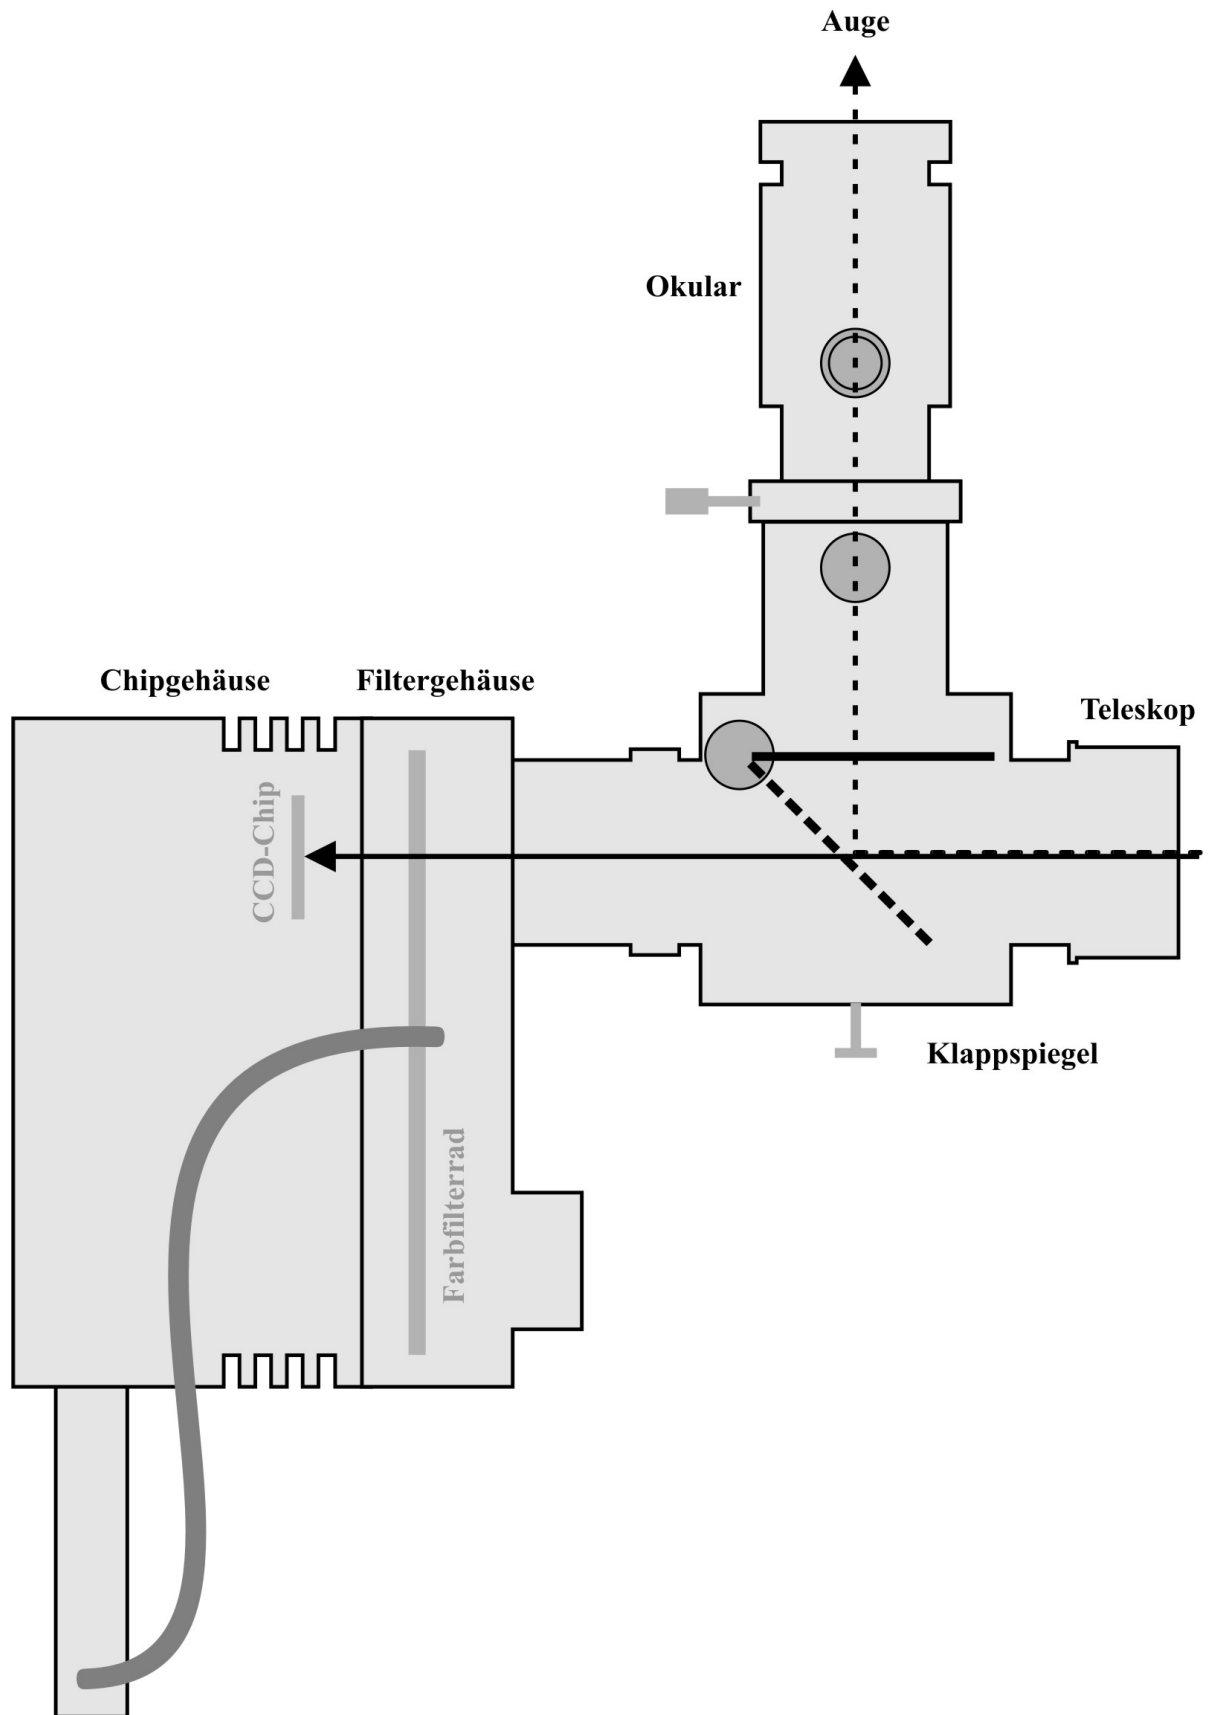 Auge
Okular
Chipgehäuse
Filtergehäuse
Teleskop
CCD-Chip
Klappspiegel
Farbfilterrad